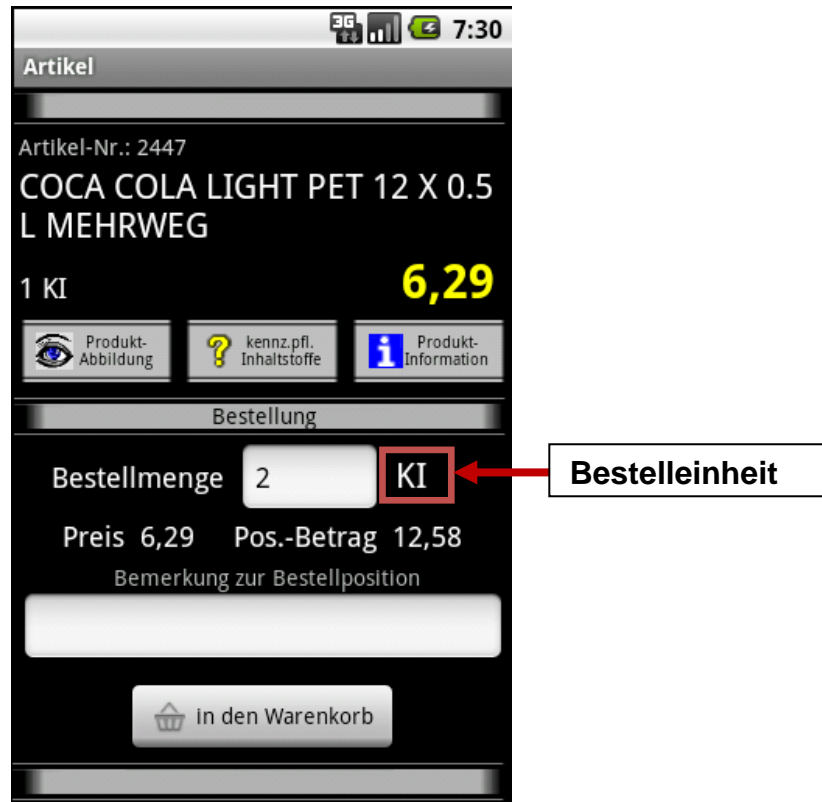 3G 7:30
Artikel
Artikel-Nr.: 2447
COCA COLA LIGHT PET 12 X 0.5
L MEHRWEG
1 KI 6,29
Produkt-
Abbildung
kennz.pfl.
Inhaltstoffe
Produkt-
Information
Bestellung
Bestellmenge 2 KI
Bestelleinheit
Preis 6,29 Pos.-Betrag 12,58
Bemerkung zur Bestellposition
in den Warenkorb